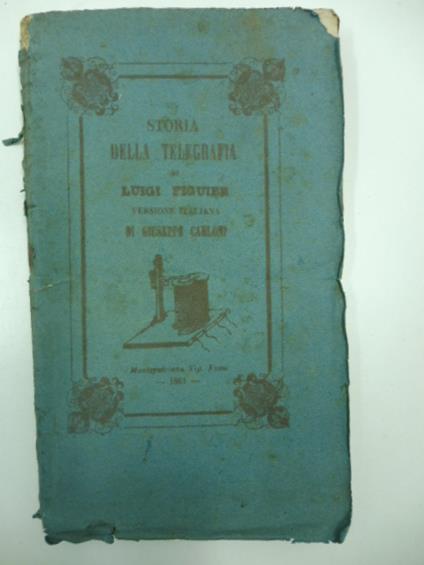 STORIA
DELLA TELEGRAFIA
DI
LUIGI FIGUIER
VERSIONE ITALIANA
DI GIUSEPPE CARLONI
Montepulciano, Tip. Fumi
— 1861 —